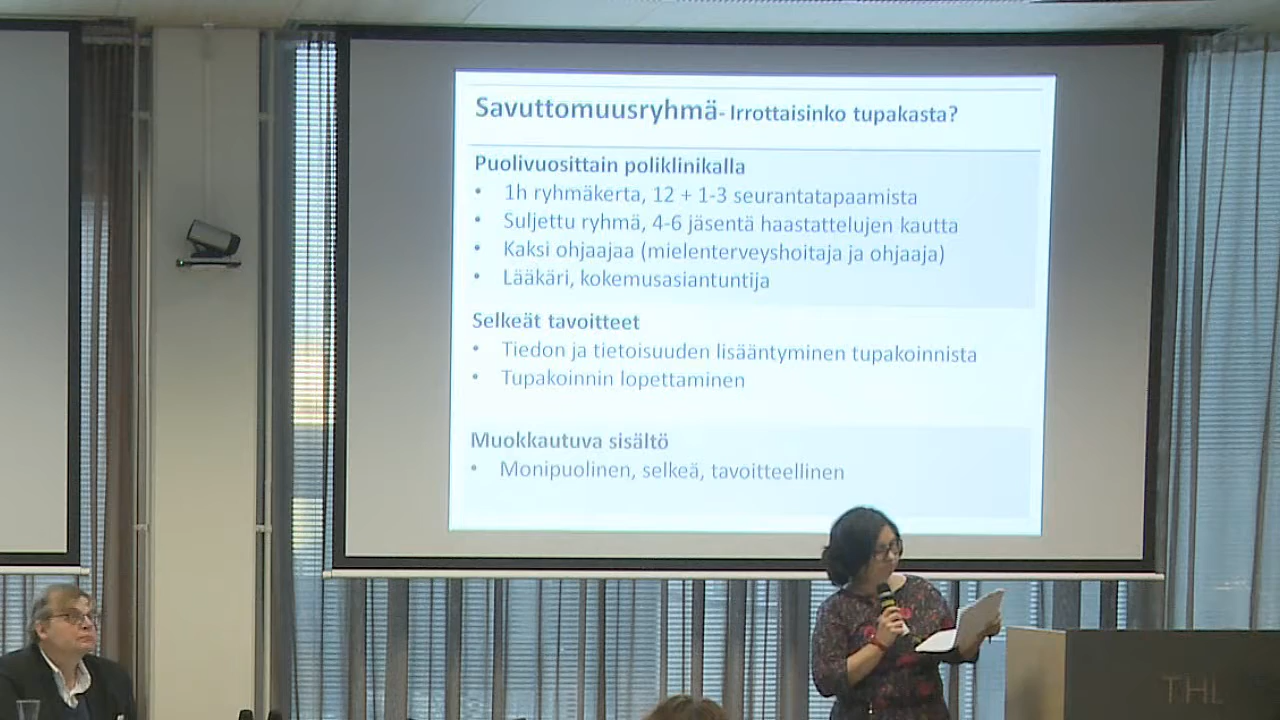 Savuttomuusryhmä- Irrottaisinko tupakasta?
Puolivuosittain poliklinikalla
• 1h ryhmäkerta, 12 + 1-3 seurantatapaamista
• Suljettu ryhmä, 4-6 jäsentä haastattelujen kautta
• Kaksi ohjaajaa (mielenterveyshoitaja ja ohjaaja)
• Lääkäri, kokemusasiantuntija
Selkeät tavoitteet
• Tiedon ja tietoisuuden lisääntyminen tupakoinnista
• Tupakoinnin lopettaminen
Muokkautuva sisältö
• Monipuolinen, selkeä, tavoitteellinen
THL